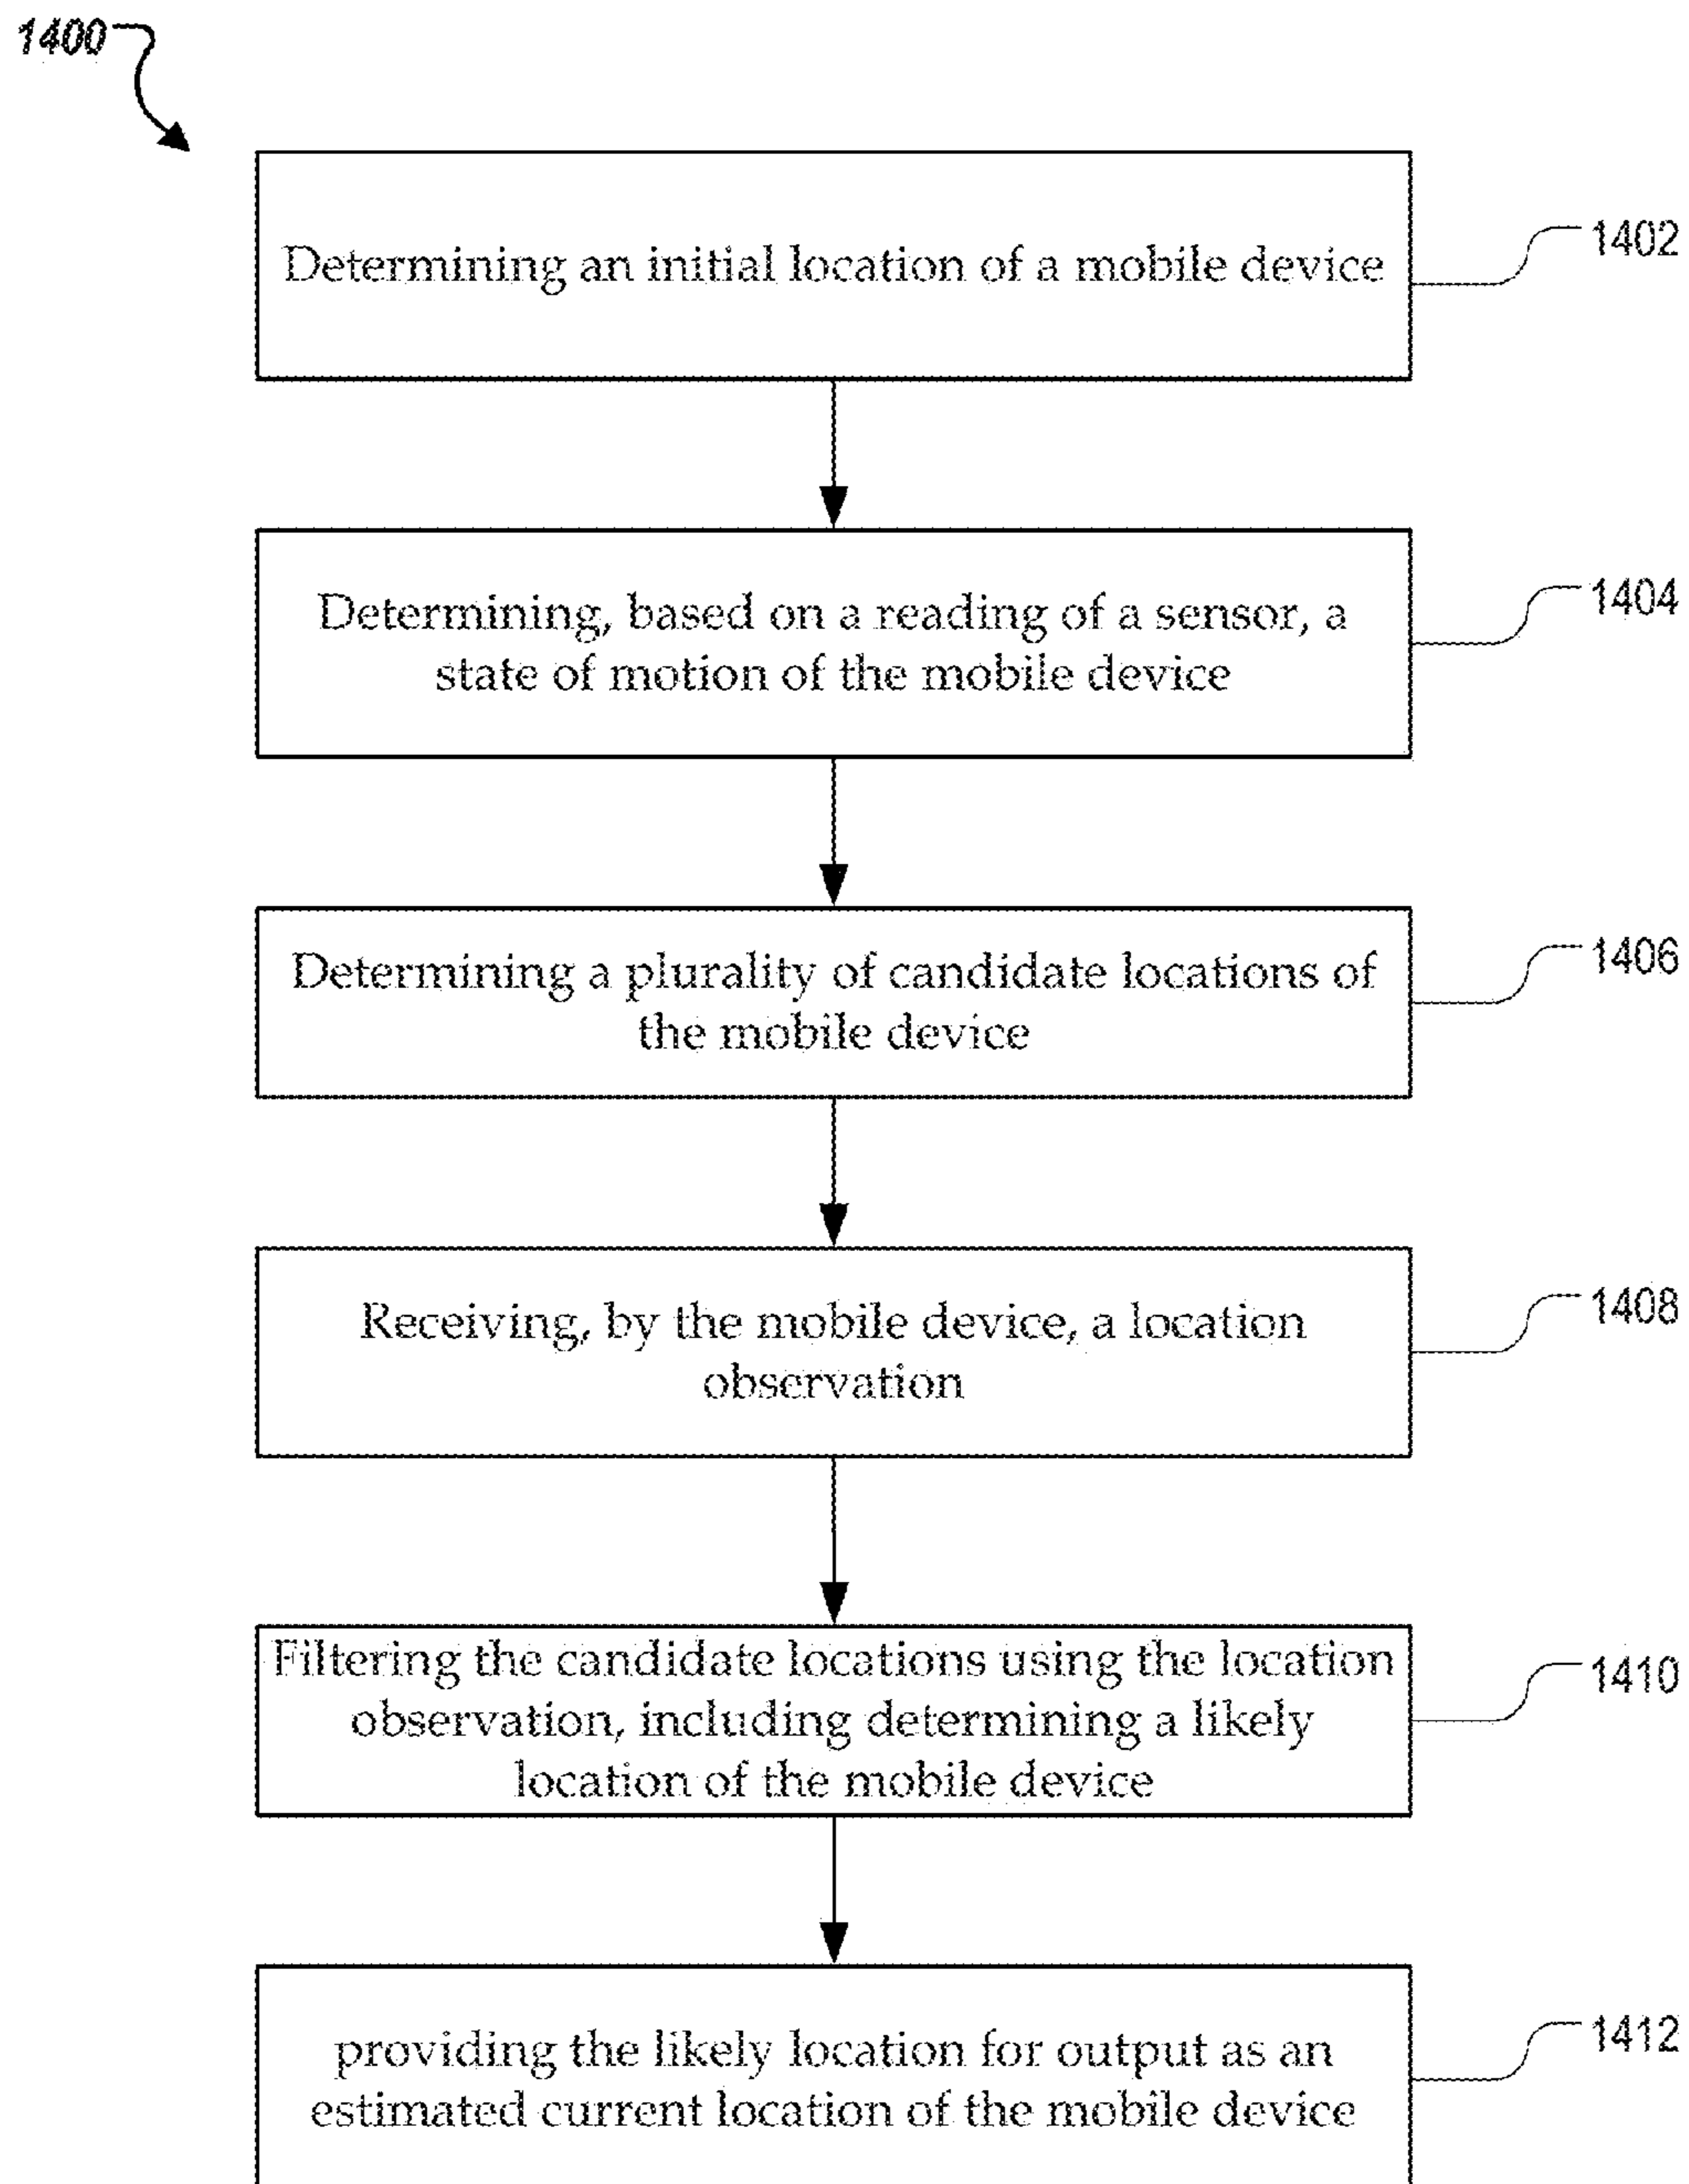 1400
Determining an initial location of a mobile device
1402
Determining, based on a reading of a sensor, a
state of motion of the mobile device
1404
Determining a plurality of candidate locations of
the mobile device
1406
Receiving, by the mobile device, a location
observation
1408
Filtering the candidate locations using the location
observation, including determining a likely
location of the mobile device
1410
providing the likely location for output as an
estimated current location of the mobile device
1412